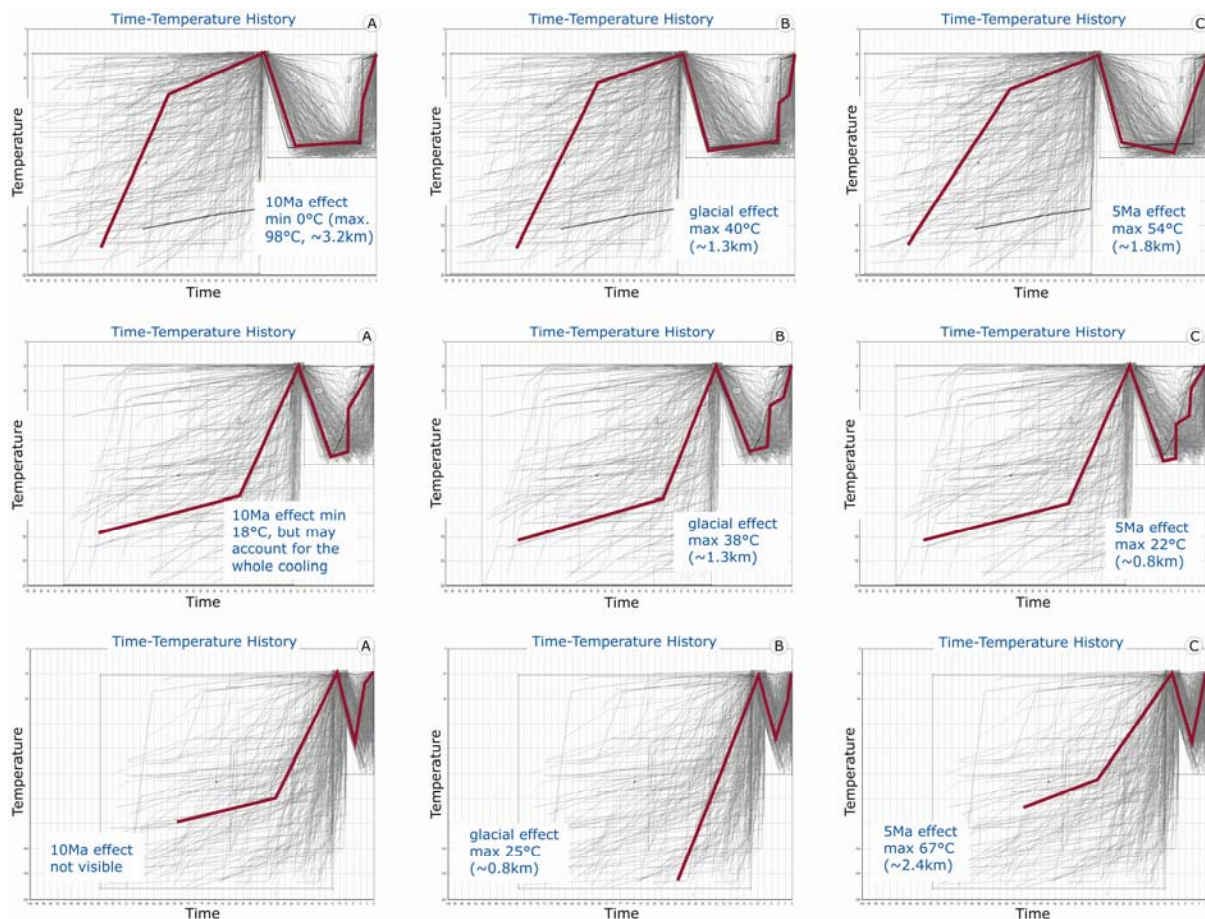 Time-Temperature History
A
Temperature
10Ma effect
min 0°C (max.
98°C, ~3.2km)
Time
Time-Temperature History
B
Temperature
glacial effect
max 40°C
(~1.3km)
Time
Time-Temperature History
C
Temperature
5Ma effect
max 54°C
(~1.8km)
Time
Time-Temperature History
A
Temperature
10Ma effect min
18°C, but may
account for the
whole cooling
Time
Time-Temperature History
B
Temperature
glacial effect
max 38°C
(~1.3km)
Time
Time-Temperature History
C
Temperature
5Ma effect
max 22°C
(~0.8km)
Time
Time-Temperature History
A
Temperature
10Ma effect
not visible
Time
Time-Temperature History
B
Temperature
glacial effect
max 25°C
(~0.8km)
Time
Time-Temperature History
C
Temperature
5Ma effect
max 67°C
(~2.4km)
Time